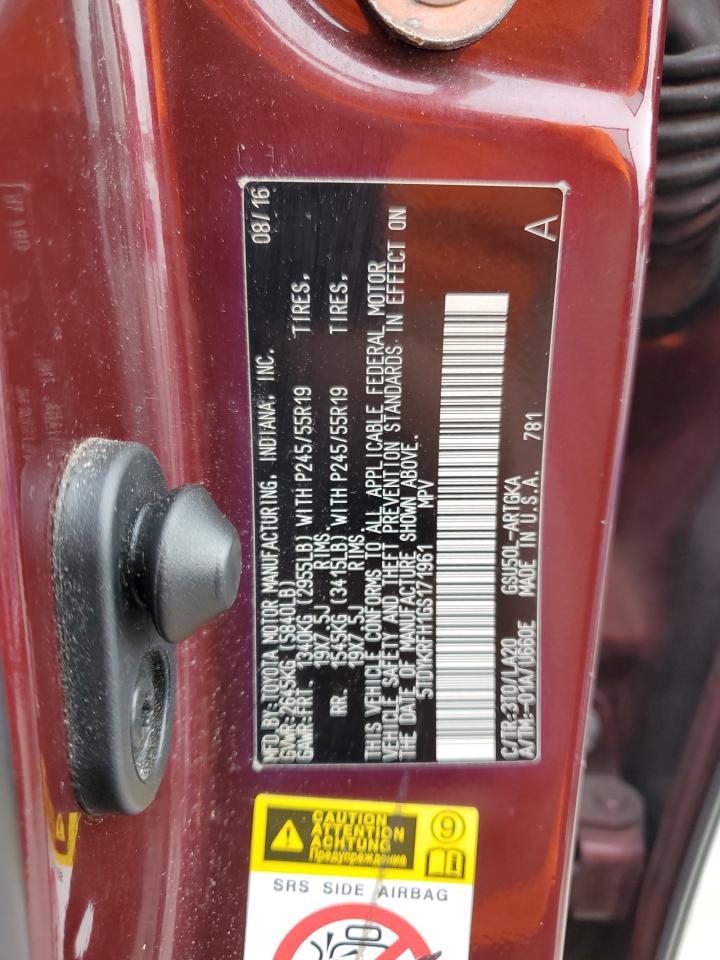 MFD.BY:TOYOTA MOTOR MANUFACTURING, INDIANA, INC. 08/16
GVWR:2645KG (5840LB)
GAWR:FRT. 1340KG (2955LB) WITH P245/55R19 TIRES,
19X7.5J RIMS
RR. 1545KG (3415LB) WITH P245/55R19 TIRES,
19X7.5J RIMS
THIS VEHICLE CONFORMS TO ALL APPLICABLE FEDERAL MOTOR
VEHICLE SAFETY AND THEFT PREVENTION STANDARDS IN EFFECT ON
THE DATE OF MANUFACTURE SHOWN ABOVE.
5TDYKRFH1GS171961 MPV
C/TR:3T0/LA20 GSU50L-ARTGKA
A/TM:-01A/U660E MADE IN U.S.A. 781 A
CAUTION
ATTENTION
ACHTUNG
Предупреждение
9
SRS SIDE AIRBAG